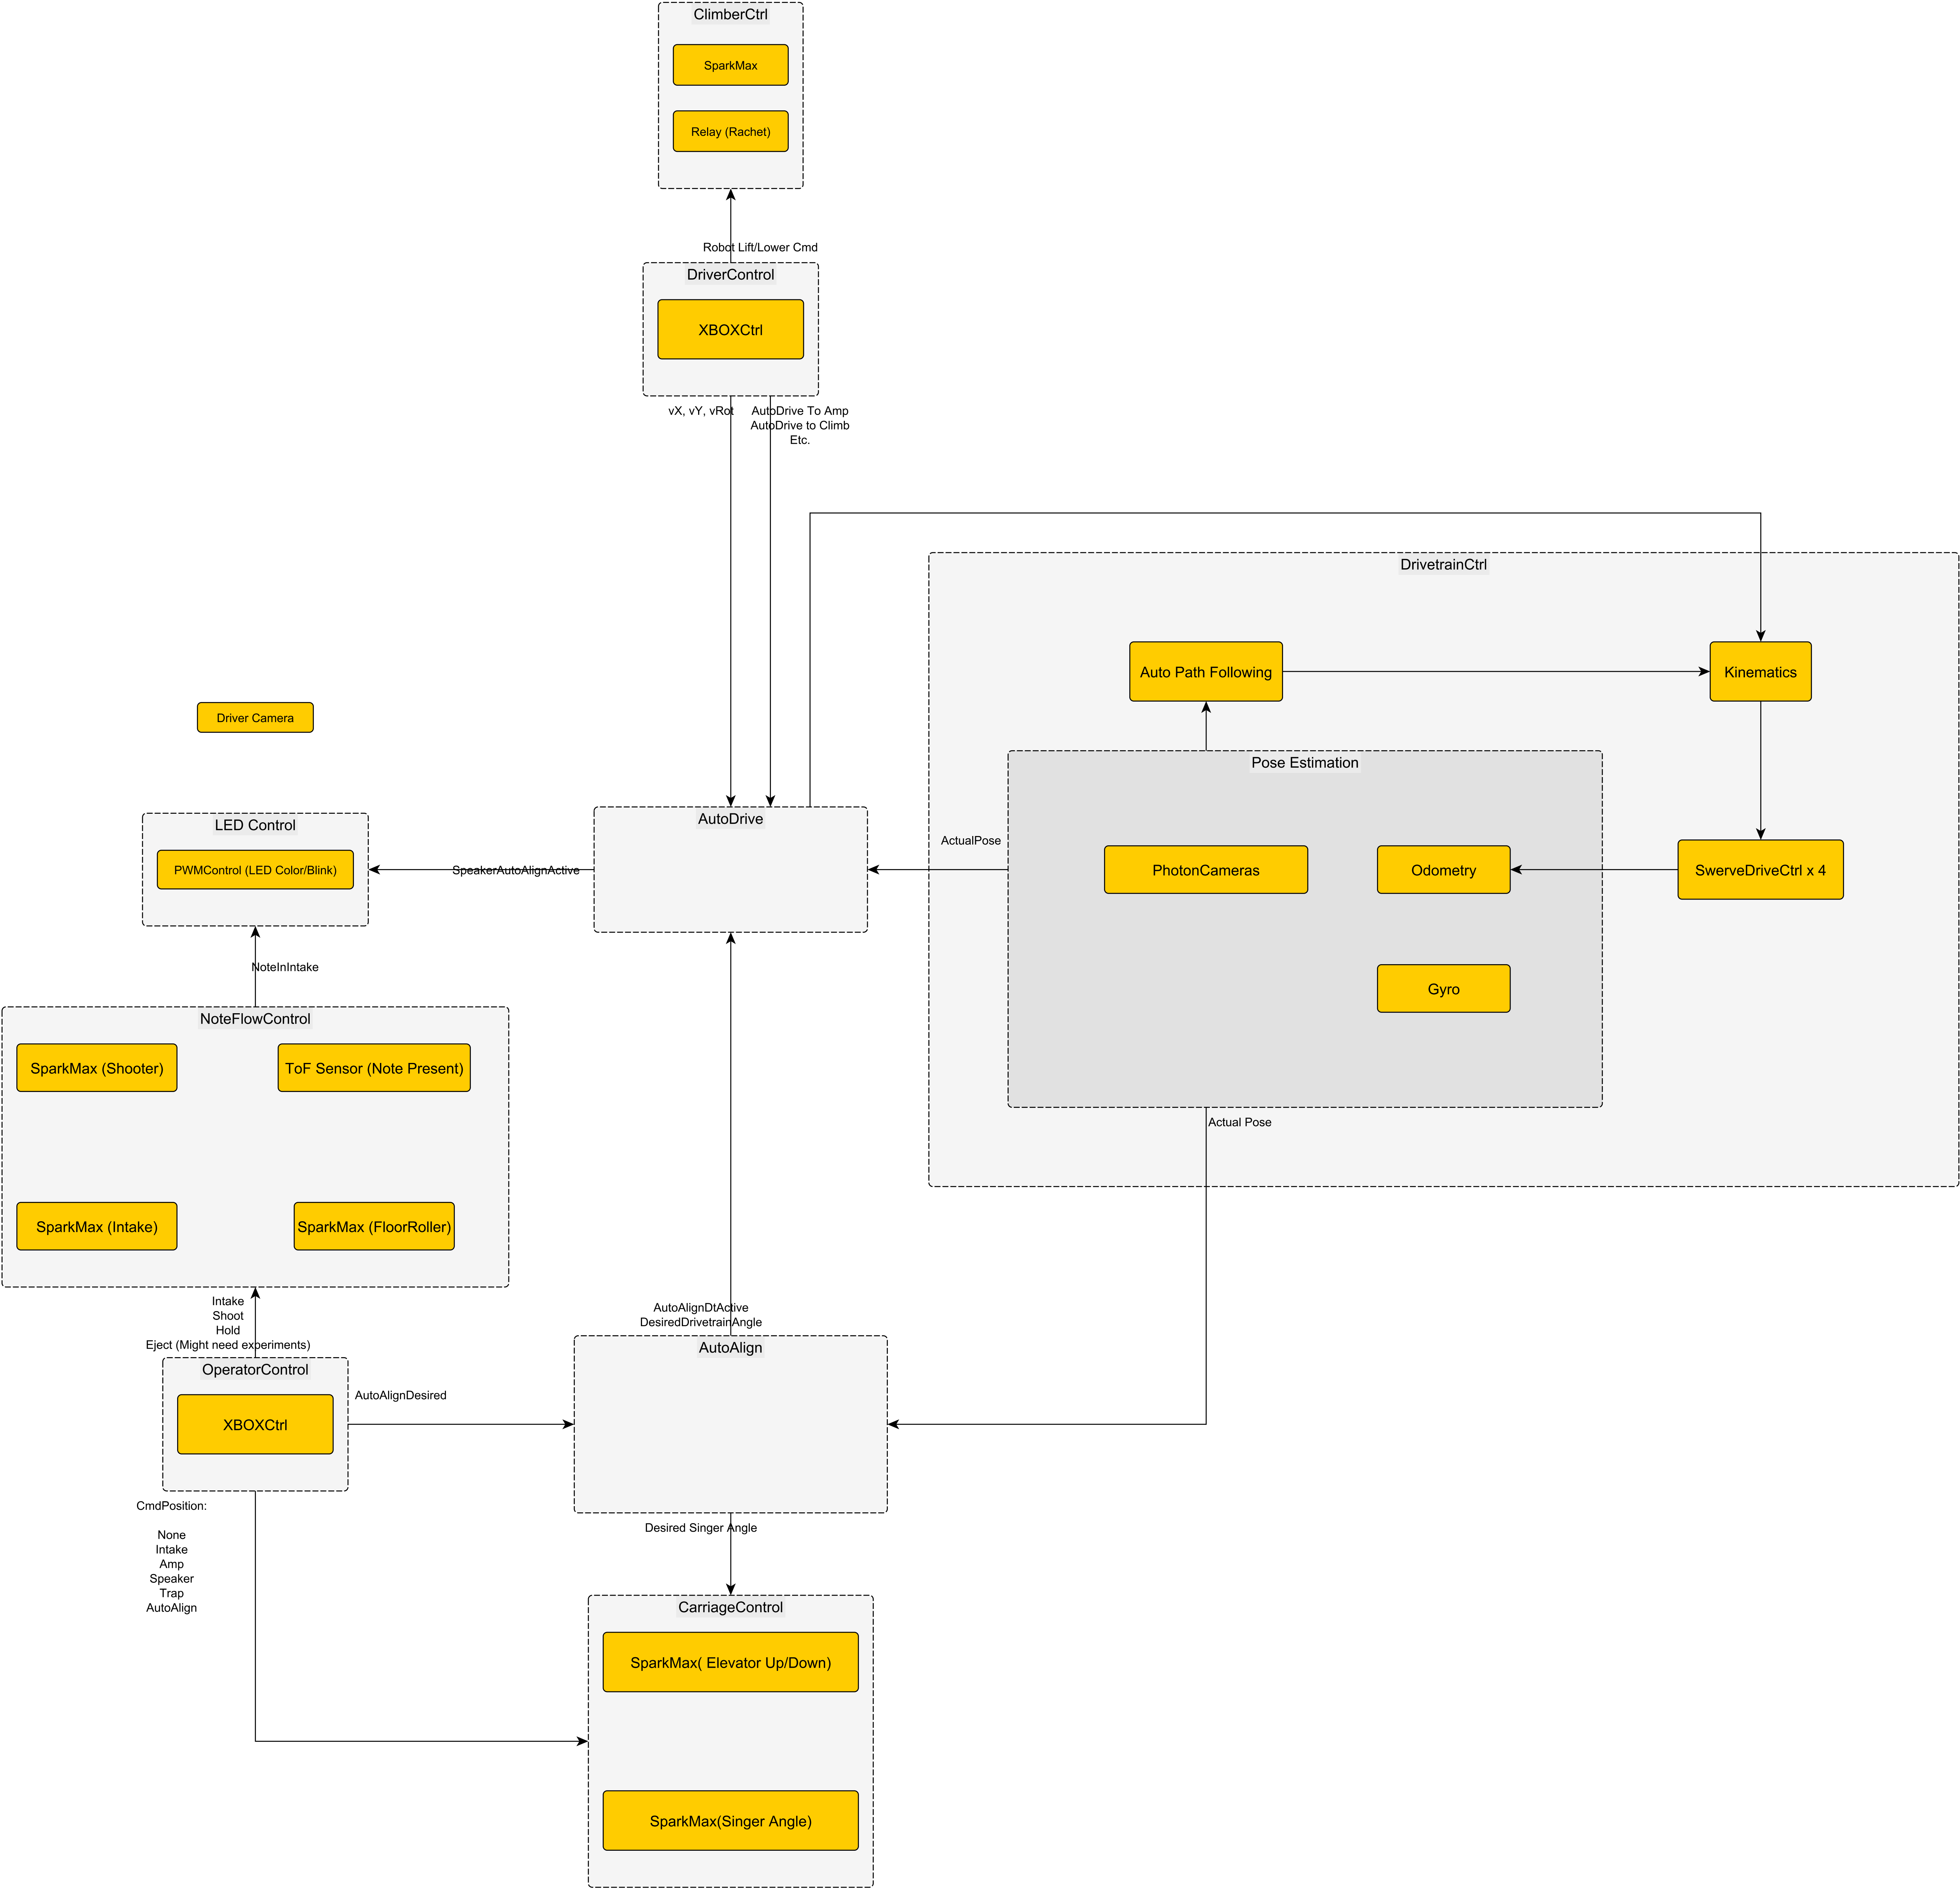 ClimberCtrl
SparkMax
Relay (Rachet)
Robot Lift/Lower Cmd
DriverControl
XBOXCtrl
vX, vY, vRot
AutoDrive To Amp
AutoDrive to Climb
Etc.
DrivetrainCtrl
Auto Path Following
Kinematics
Driver Camera
Pose Estimation
AutoDrive
LED Control
ActualPose
PWMControl (LED Color/Blink)
SpeakerAutoAlignActive
PhotonCameras
Odometry
SwerveDriveCtrl x 4
NoteInIntake
Gyro
NoteFlowControl
SparkMax (Shooter)
ToF Sensor (Note Present)
Actual Pose
SparkMax (Intake)
SparkMax (FloorRoller)
Intake
Shoot
Hold
Eject (Might need experiments)
AutoAlignDtActive
DesiredDrivetrainAngle
AutoAlign
OperatorControl
XBOXCtrl
AutoAlignDesired
CmdPosition:
None
Intake
Amp
Speaker
Trap
AutoAlign
Desired Singer Angle
CarriageControl
SparkMax( Elevator Up/Down)
SparkMax(Singer Angle)